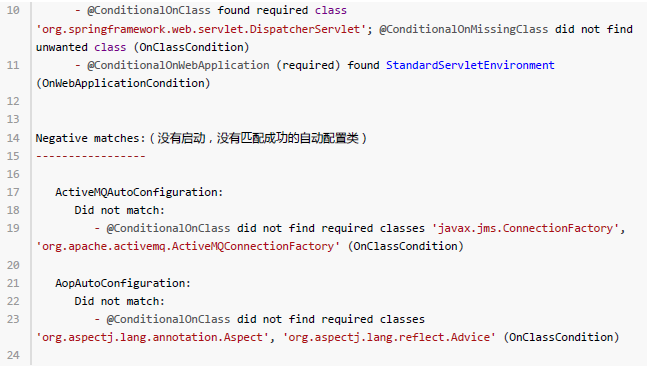 10 - @ConditionalOnClass found required class
'org.springframework.web.servlet.DispatcherServlet'; @ConditionalOnMissingClass did not find
unwanted class (OnClassCondition)
11 - @ConditionalOnWebApplication (required) found StandardServletEnvironment
(OnWebApplicationCondition)
12
13
14 Negative matches:（没有启动，没有匹配成功的自动配置类）
15 -----------------
16
17 ActiveMQAutoConfiguration:
18 Did not match:
19 - @ConditionalOnClass did not find required classes 'javax.jms.ConnectionFactory',
'org.apache.activemq.ActiveMQConnectionFactory' (OnClassCondition)
20
21 AopAutoConfiguration:
22 Did not match:
23 - @ConditionalOnClass did not find required classes
'org.aspectj.lang.annotation.Aspect', 'org.aspectj.lang.reflect.Advice' (OnClassCondition)
24